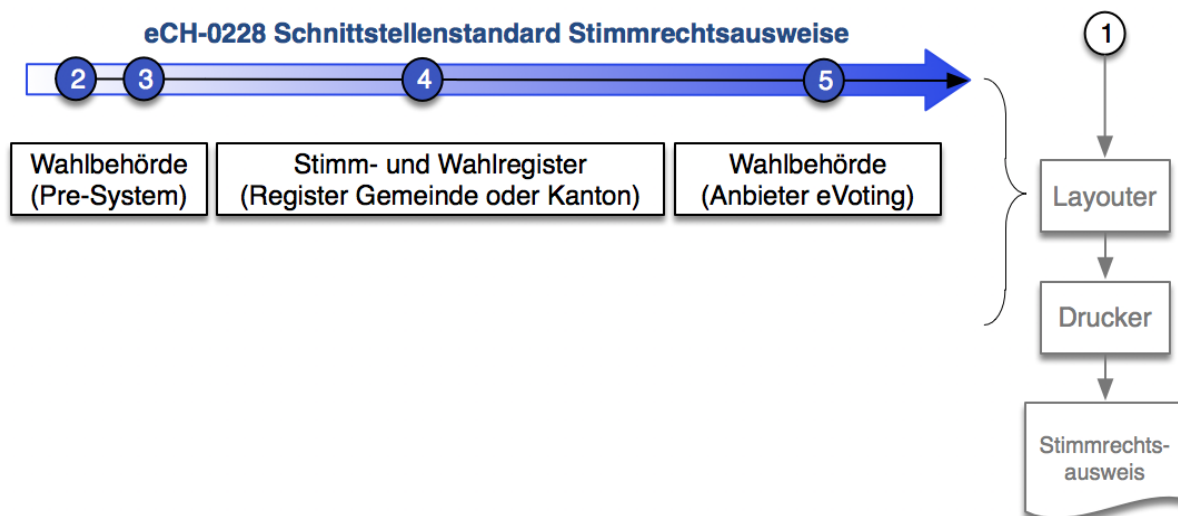 eCH-0228 Schnittstellenstandard Stimmrechtsausweise
1
2 3 4 5
Wahlbehörde
(Pre-System)
Stimm- und Wahlregister
(Register Gemeinde oder Kanton)
Wahlbehörde
(Anbieter eVoting)
Layouter
Drucker
Stimmrechts-
ausweis